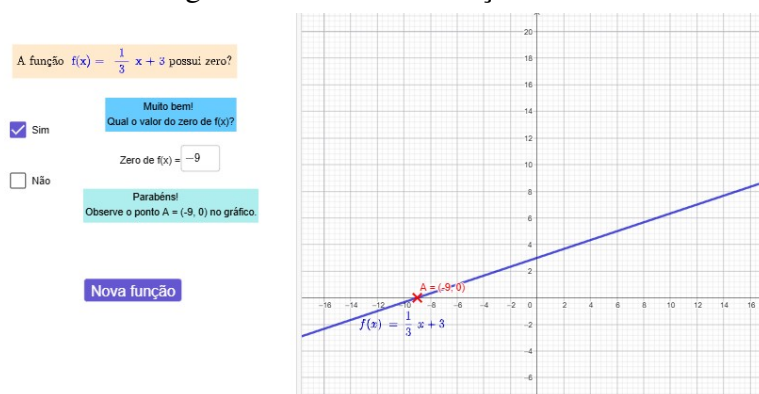 A função f(x) = 1/3 x + 3 possui zero?
Sim
Muito bem!
Qual o valor do zero de f(x)?
Zero de f(x) = −9
Não
Parabéns!
Observe o ponto A = (-9, 0) no gráfico.
Nova função
20
18
16
14
12
10
8
6
4
2
A = (-9, 0)
−16 −14 −12 −10 −8 −6 −4 −2 0 2 4 6 8 10 12 14 16
f(x) = 1/3 x + 3
−2
−4
−6